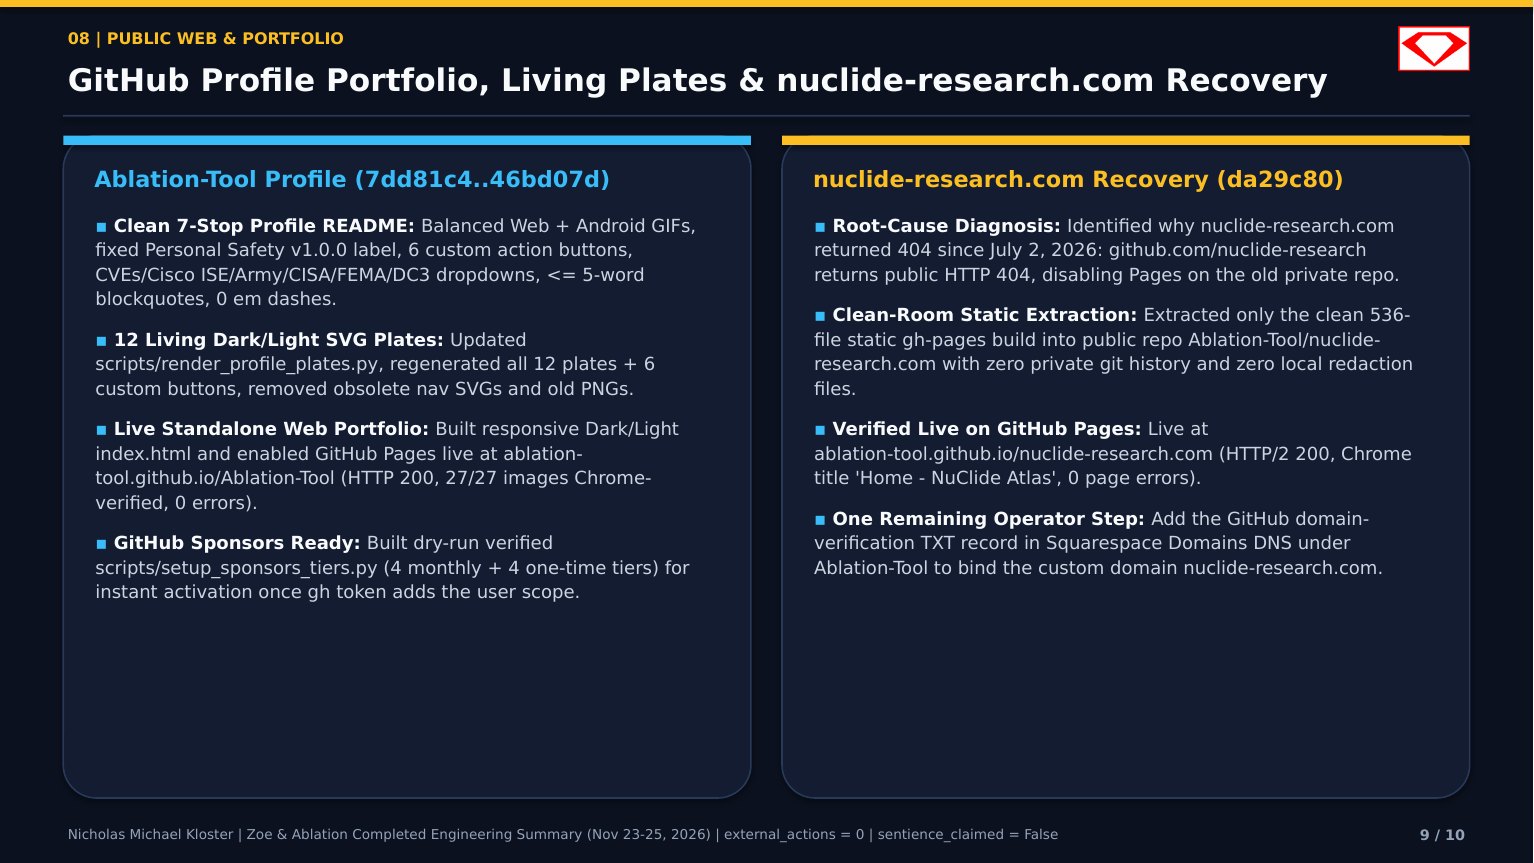 08 | PUBLIC WEB & PORTFOLIO
GitHub Profile Portfolio, Living Plates & nuclide-research.com Recovery
Ablation-Tool Profile (7dd81c4..46bd07d)
▪ Clean 7-Stop Profile README: Balanced Web + Android GIFs,
fixed Personal Safety v1.0.0 label, 6 custom action buttons,
CVEs/Cisco ISE/Army/CISA/FEMA/DC3 dropdowns, <= 5-word
blockquotes, 0 em dashes.
▪ 12 Living Dark/Light SVG Plates: Updated
scripts/render_profile_plates.py, regenerated all 12 plates + 6
custom buttons, removed obsolete nav SVGs and old PNGs.
▪ Live Standalone Web Portfolio: Built responsive Dark/Light
index.html and enabled GitHub Pages live at ablation-
tool.github.io/Ablation-Tool (HTTP 200, 27/27 images Chrome-
verified, 0 errors).
▪ GitHub Sponsors Ready: Built dry-run verified
scripts/setup_sponsors_tiers.py (4 monthly + 4 one-time tiers) for
instant activation once gh token adds the user scope.
nuclide-research.com Recovery (da29c80)
▪ Root-Cause Diagnosis: Identified why nuclide-research.com
returned 404 since July 2, 2026: github.com/nuclide-research
returns public HTTP 404, disabling Pages on the old private repo.
▪ Clean-Room Static Extraction: Extracted only the clean 536-
file static gh-pages build into public repo Ablation-Tool/nuclide-
research.com with zero private git history and zero local redaction
files.
▪ Verified Live on GitHub Pages: Live at
ablation-tool.github.io/nuclide-research.com (HTTP/2 200, Chrome
title 'Home - NuClide Atlas', 0 page errors).
▪ One Remaining Operator Step: Add the GitHub domain-
verification TXT record in Squarespace Domains DNS under
Ablation-Tool to bind the custom domain nuclide-research.com.
Nicholas Michael Kloster | Zoe & Ablation Completed Engineering Summary (Nov 23-25, 2026) | external_actions = 0 | sentience_claimed = False
9 / 10